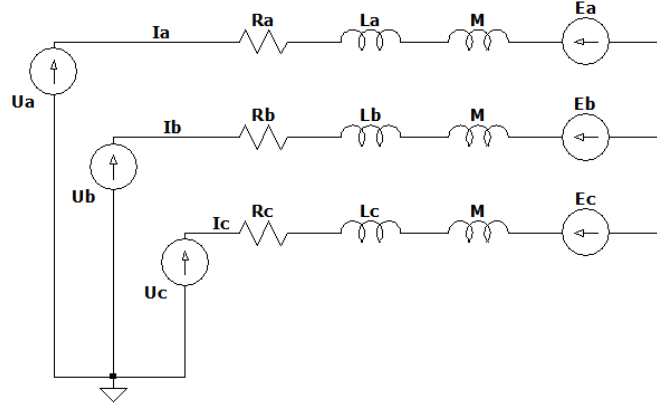 Ia Ra La M Ea
Ua
Ib Rb Lb M Eb
Ub
Ic Rc Lc M Ec
Uc